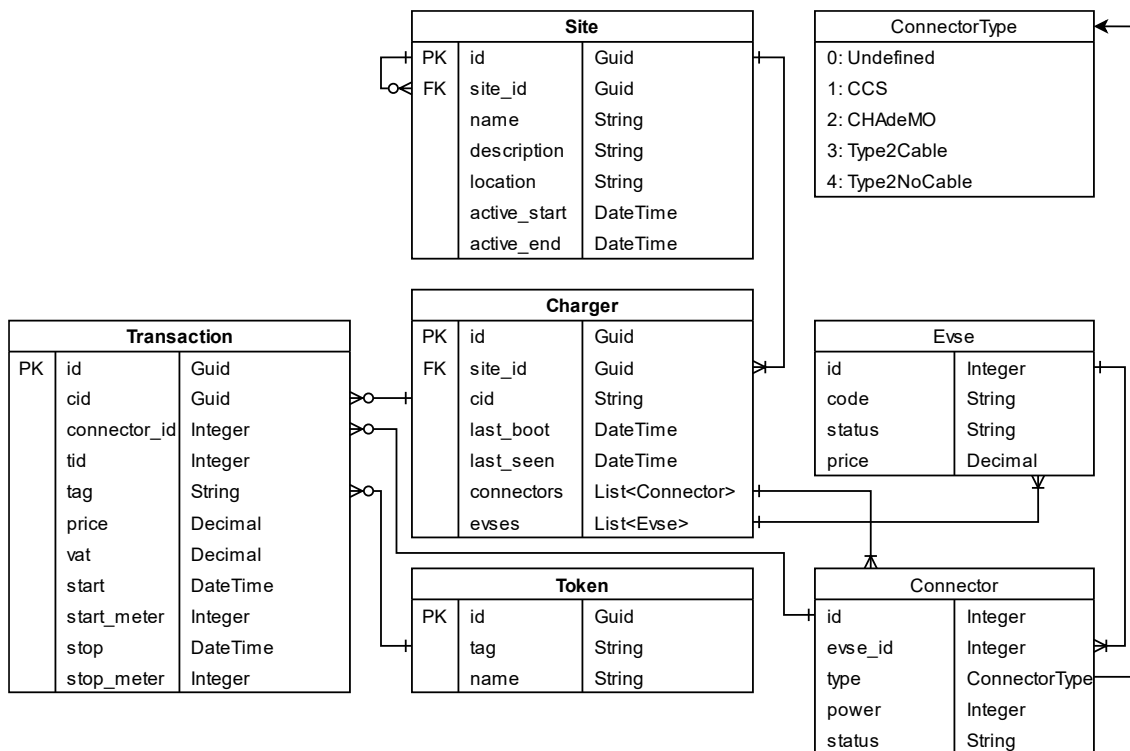 Site
PK id Guid
FK site_id Guid
name String
description String
location String
active_start DateTime
active_end DateTime
ConnectorType
0: Undefined
1: CCS
2: CHAdeMO
3: Type2Cable
4: Type2NoCable
Transaction
PK id Guid
cid Guid
connector_id Integer
tid Integer
tag String
price Decimal
vat Decimal
start DateTime
start_meter Integer
stop DateTime
stop_meter Integer
Charger
PK id Guid
FK site_id Guid
cid String
last_boot DateTime
last_seen DateTime
connectors List<Connector>
evses List<Evse>
Evse
id Integer
code String
status String
price Decimal
Token
PK id Guid
tag String
name String
Connector
id Integer
evse_id Integer
type ConnectorType
power Integer
status String